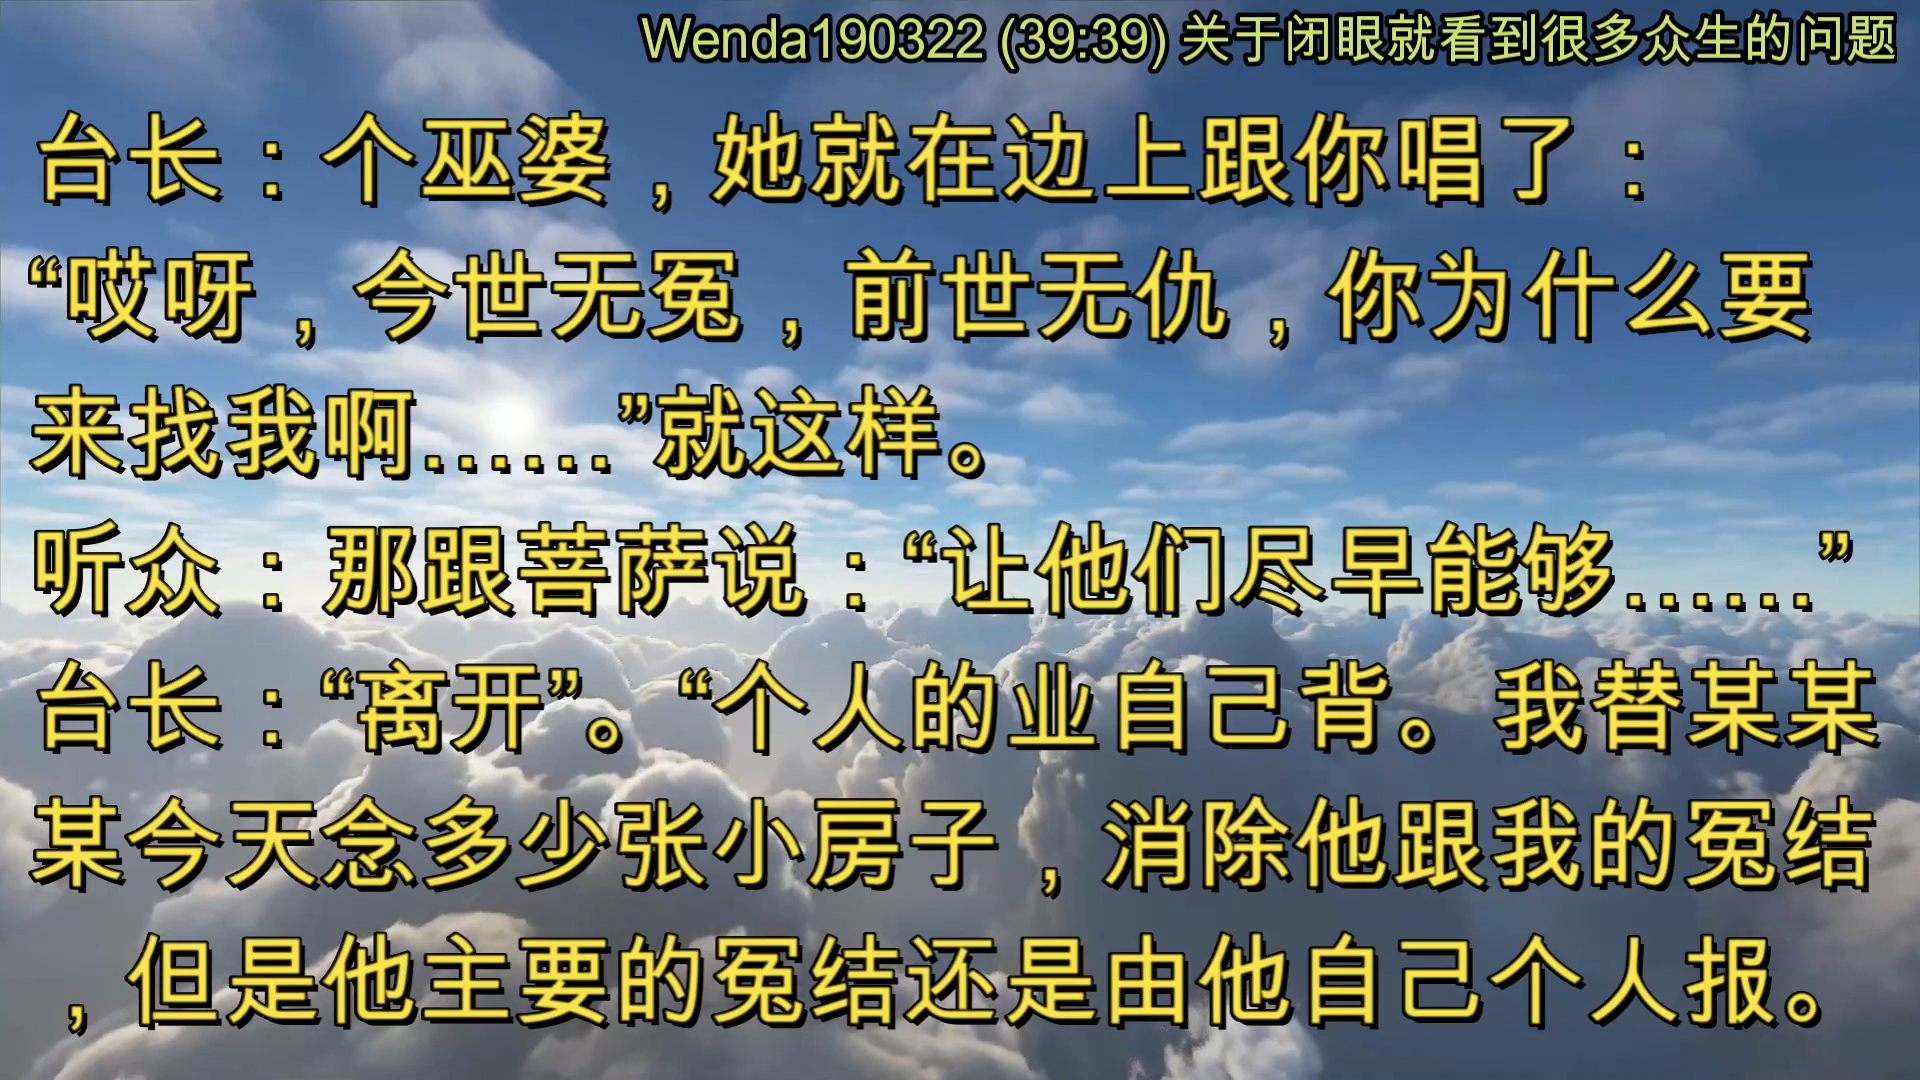 Wenda190322 (39:39) 关于闭眼就看到很多众生的问题
台长：个巫婆，她就在边上跟你唱了：
“哎呀，今世无冤，前世无仇，你为什么要
来找我啊……”就这样。
听众：那跟菩萨说：“让他们尽早能够……”
台长：“离开”。“个人的业自己背。我替某某
某今天念多少张小房子，消除他跟我的冤结
，但是他主要的冤结还是由他自己个人报。